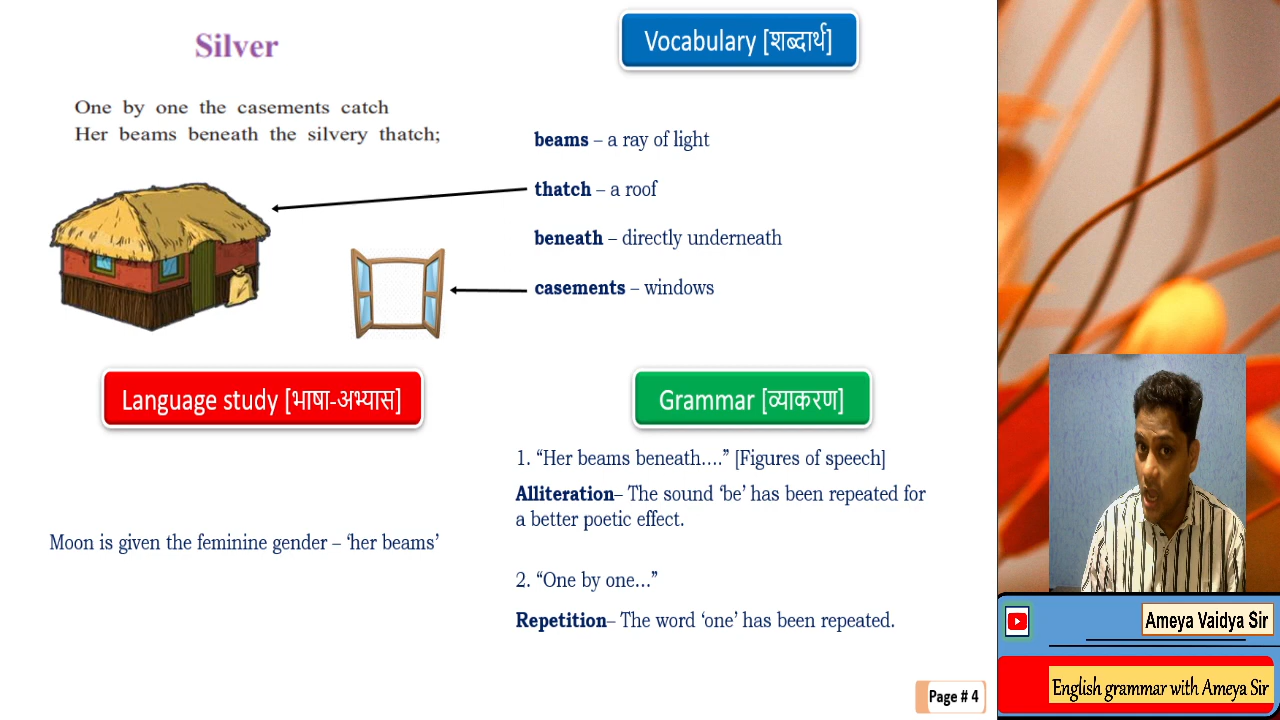 Silver
One by one the casements catch
Her beams beneath the silvery thatch;
Vocabulary [शब्दार्थ]
beams – a ray of light
thatch – a roof
beneath – directly underneath
casements – windows
Language study [भाषा-अभ्यास]
Moon is given the feminine gender – ‘her beams’
Grammar [व्याकरण]
1. “Her beams beneath....” [Figures of speech]
Alliteration– The sound ‘be’ has been repeated for
a better poetic effect.
2. “One by one...”
Repetition– The word ‘one’ has been repeated.
Page # 4
Ameya Vaidya Sir
English grammar with Ameya Sir